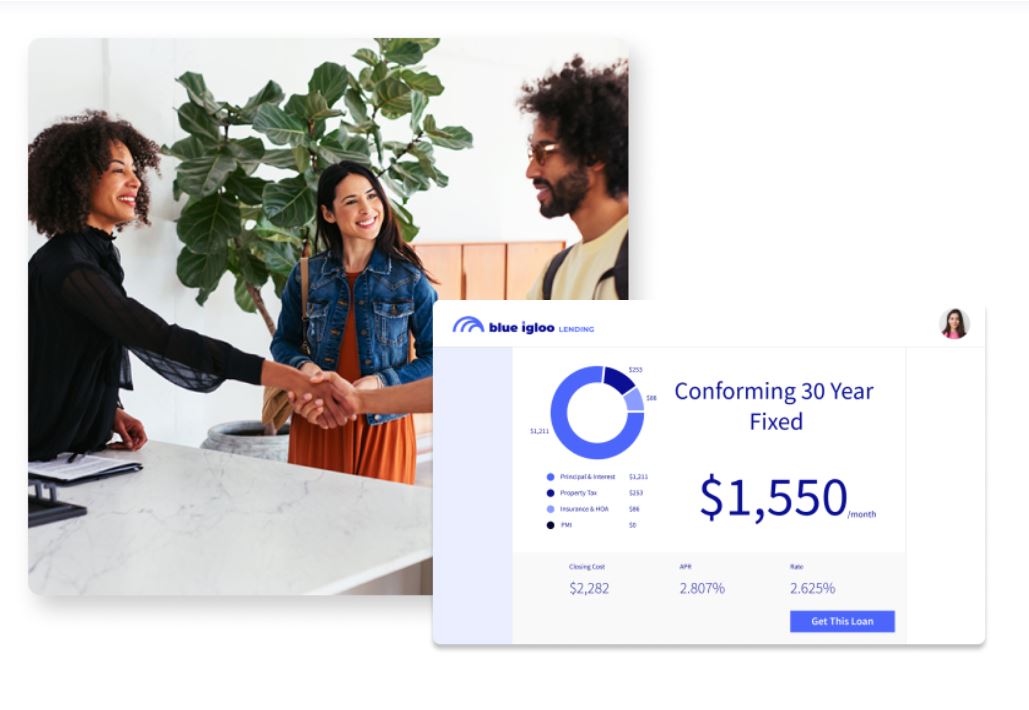 blue igloo LENDING
$253
$86
$1,211
Conforming 30 Year
Fixed
Principal & Interest $1,211
Property Tax $253
Insurance & HOA $86
PMI $0
$1,550/month
Closing Cost APR Rate
$2,282 2.807% 2.625%
Get This Loan